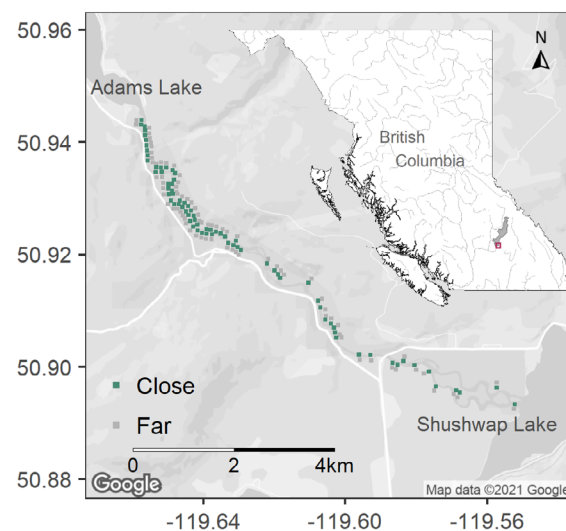 50.96
50.94
50.92
50.90
50.88
Adams Lake
N
British
Columbia
Close
Far
Shushwap Lake
0 2 4km
Google
Map data ©2021 Google
-119.64 -119.60 -119.56